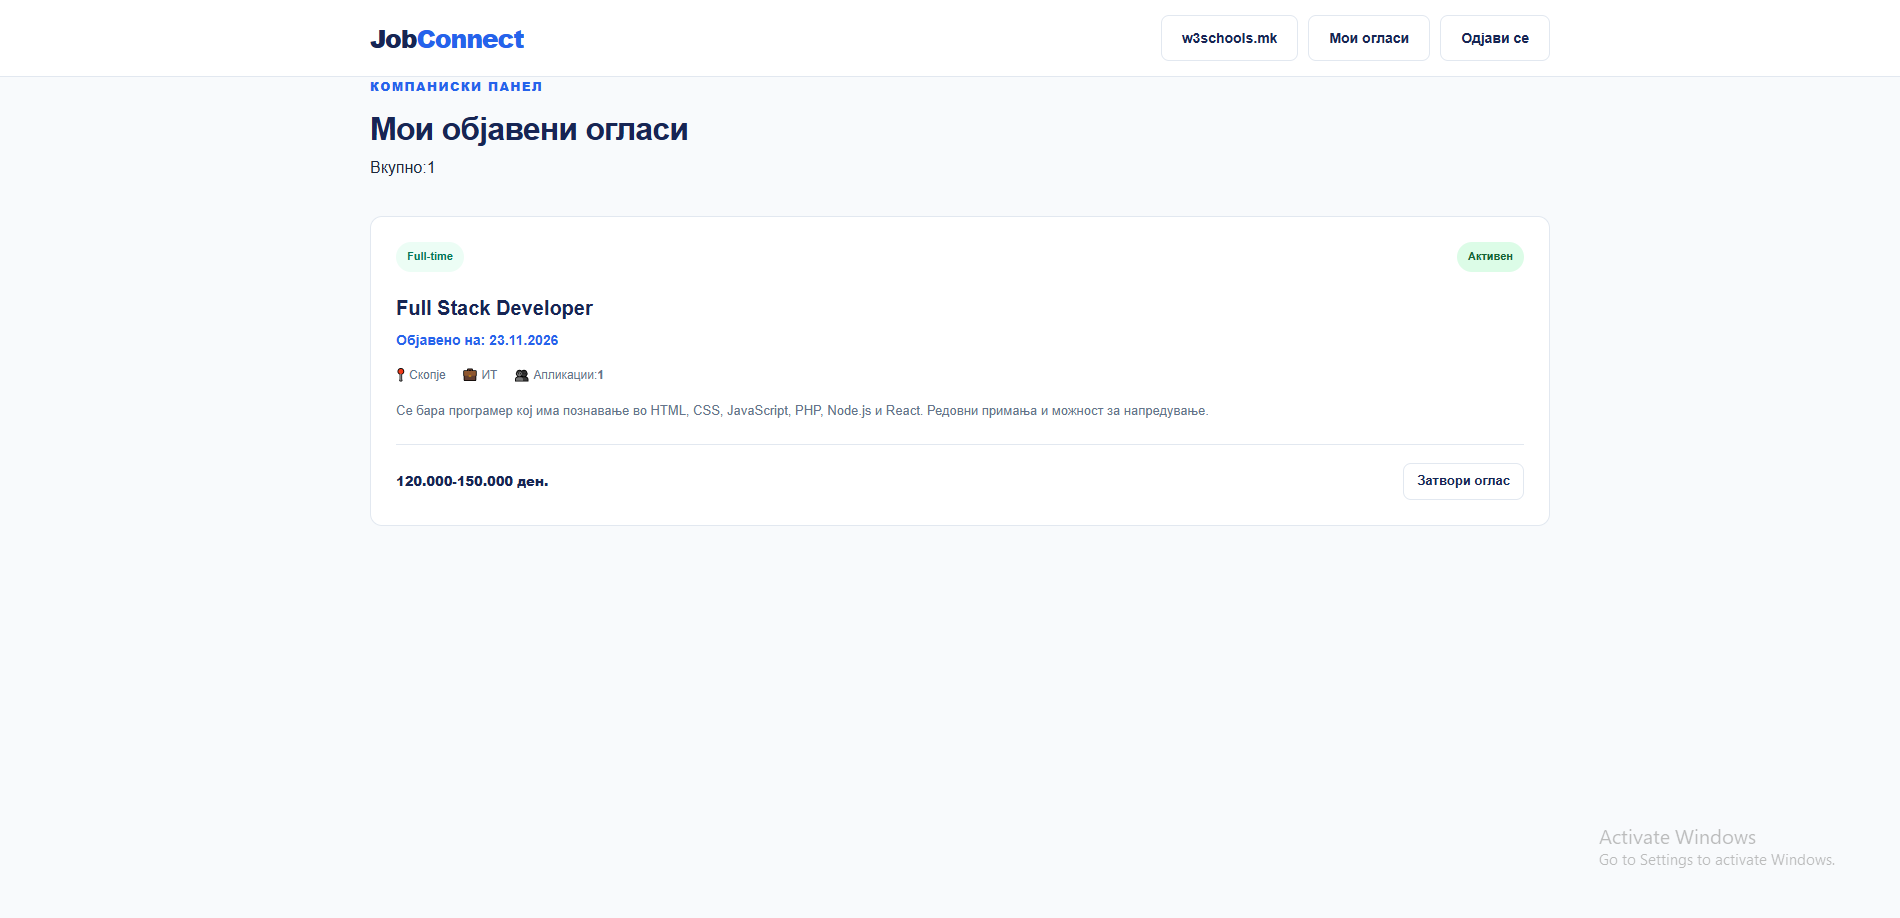 JobConnect
w3schools.mk
Мои огласи
Одјави се
КОМПАНИСКИ ПАНЕЛ
Мои објавени огласи
Вкупно:1
Full-time
Активен
Full Stack Developer
Објавено на: 23.11.2026
Скопје ИТ Апликации:1
Се бара програмер кој има познавање во HTML, CSS, JavaScript, PHP, Node.js и React. Редовни примања и можност за напредување.
120.000-150.000 ден.
Затвори оглас
Activate Windows
Go to Settings to activate Windows.